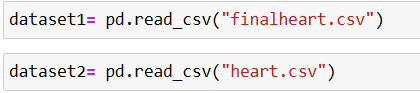 dataset1= pd.read_csv("finalheart.csv")
dataset2= pd.read_csv("heart.csv")